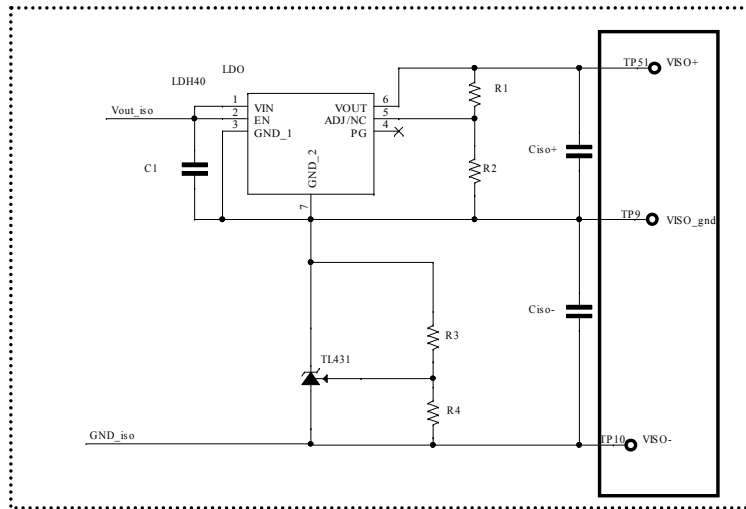 TP51
VISO+
LDH40
LDO
R1
Vout_iso
1
VIN
VOUT
6
2
EN
ADJ/NC
5
3
GND_1
PG
4
GND_2
7
C1
R2
Ciso+
TP9
VISO_gnd
Ciso-
R3
TL431
R4
GND_iso
TP10
VISO-